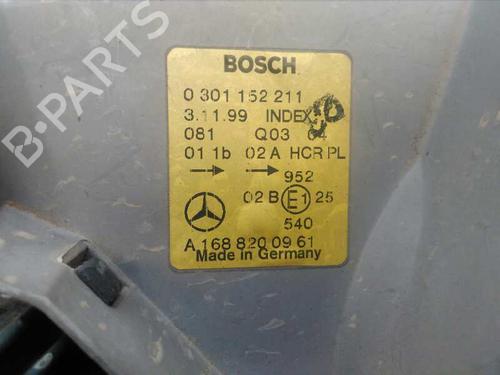 B-PARTS
BOSCH
0 301 152 211
3.11.99 INDEX
081 Q03 04
01 1b 02 A HCR PL
952
02 B E1 25
540
A 168 820 09 61
Made in Germany